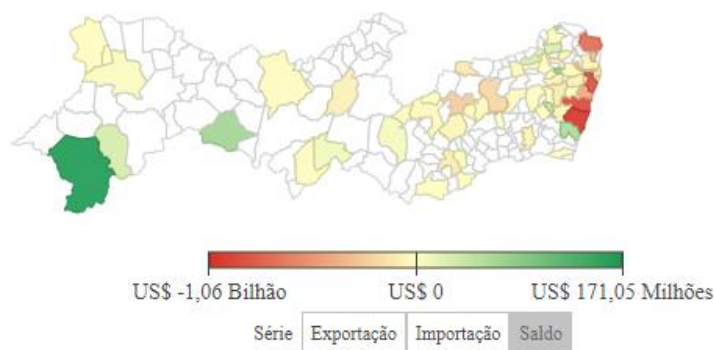 US$ -1,06 Bilhão US$ 0 US$ 171,05 Milhões
Série Exportação Importação Saldo